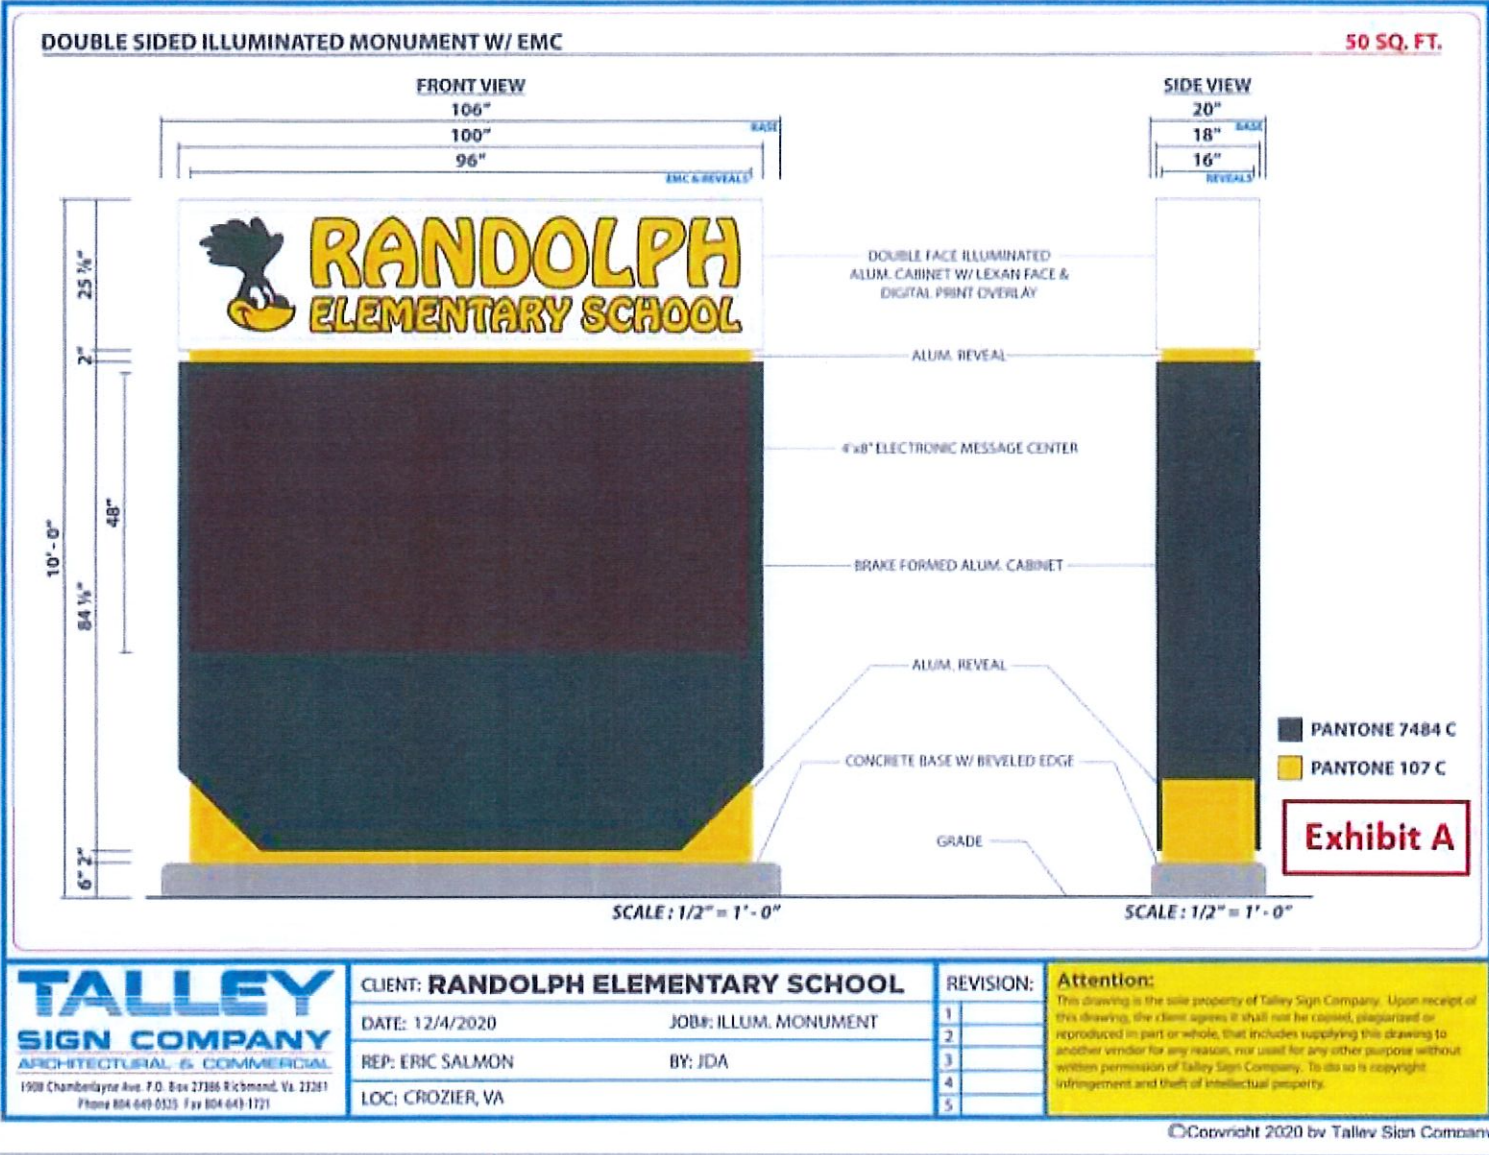 DOUBLE SIDED ILLUMINATED MONUMENT W/ EMC
50 SQ. FT.
FRONT VIEW
106"
BASE
100"
96"
EMC & REVEALS
SIDE VIEW
20"
BASE
18"
16"
REVEALS
RANDOLPH
ELEMENTARY SCHOOL
25 ⅞"
2"
48"
10' - 0"
84 ⅛"
2"
6"
DOUBLE FACE ILLUMINATED
ALUM. CABINET W/ LEXAN FACE &
DIGITAL PRINT OVERLAY
ALUM. REVEAL
4'x8' ELECTRONIC MESSAGE CENTER
BRAKE FORMED ALUM. CABINET
ALUM. REVEAL
CONCRETE BASE W/ BEVELED EDGE
GRADE
PANTONE 7484 C
PANTONE 107 C
Exhibit A
SCALE : 1/2" = 1' - 0"
SCALE : 1/2" = 1' - 0"
TALLEY
SIGN COMPANY
ARCHITECTURAL & COMMERCIAL
1908 Chamberlayne Ave. P.O. Box 27386 Richmond, Va. 23261
Phone 804-649-0325 Fax 804-643-1721
CLIENT: RANDOLPH ELEMENTARY SCHOOL
DATE: 12/4/2020
JOB#: ILLUM. MONUMENT
REP: ERIC SALMON
BY: JDA
LOC: CROZIER, VA
REVISION:
1
2
3
4
5
Attention:
This drawing is the sole property of Talley Sign Company. Upon receipt of
this drawing, the client agrees it shall not be copied, plagiarized or
reproduced in part or whole, that includes supplying this drawing to
another vendor for any reason, nor used for any other purpose without
written permission of Talley Sign Company. To do so is copyright
infringement and theft of intellectual property.
©Copyright 2020 by Talley Sign Company